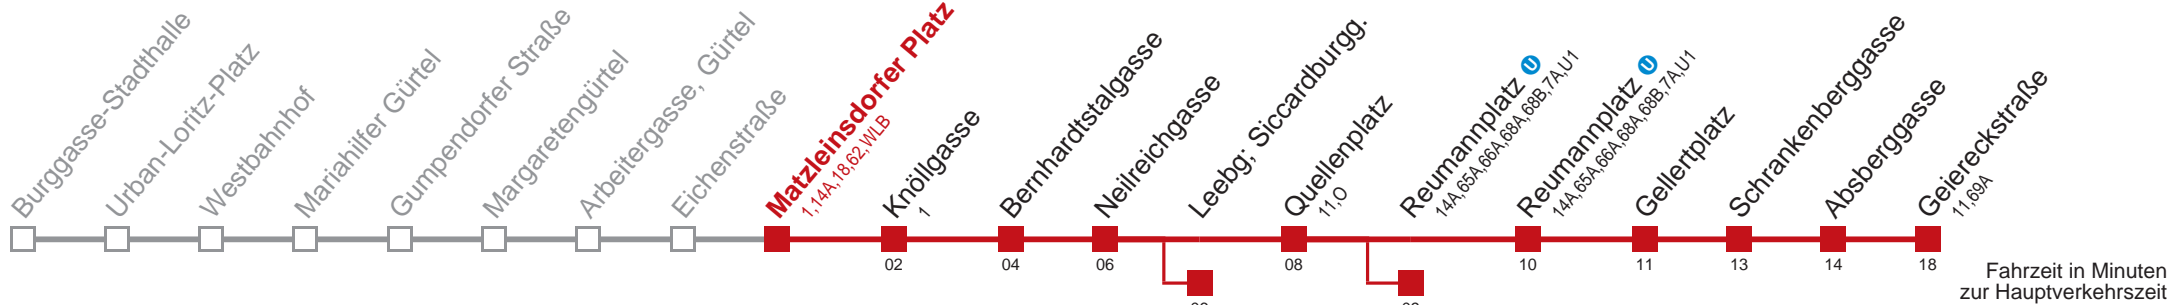 Burggasse-Stadthalle
Urban-Loritz-Platz
Westbahnhof
Mariahilfer Gürtel
Gumpendorfer Straße
Margaretengürtel
Arbeitergasse, Gürtel
Eichenstraße
Matzleinsdorfer Platz
1,14A,18,62,WLB
Knöllgasse
1
Bernhardtstalgasse
Neilreichgasse
Leebg; Siccardburgg.
Quellenplatz
11,O
Reumannplatz U
14A,65A,66A,68A,68B,7A,U1
Reumannplatz U
14A,65A,66A,68A,68B,7A,U1
Gellertplatz
Schrankenberggasse
Absberggasse
Geiereckstraße
11,69A
02 04 06 08 10 11 13 14 18
Fahrzeit in Minuten
zur Hauptverkehrszeit